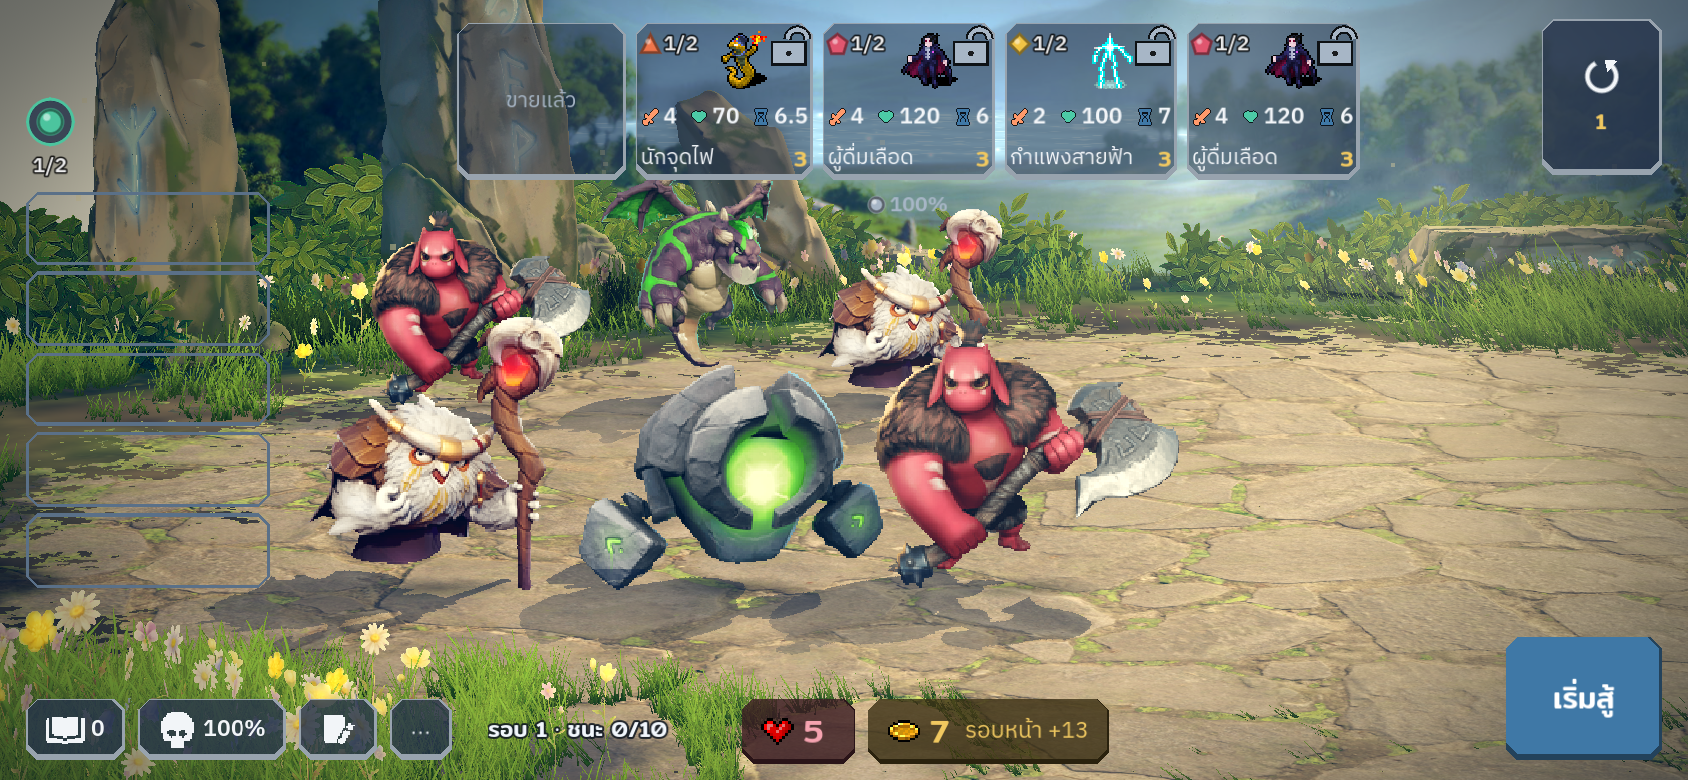 ขายแล้ว
1/2
4 70 6.5
นักจุดไฟ 3
1/2
4 120 6
ผู้ดื่มเลือด 3
1/2
2 100 7
กำแพงสายฟ้า 3
1/2
4 120 6
ผู้ดื่มเลือด 3
1
1/2
100%
เริ่มสู้
0
100%
...
รอบ 1 · ชนะ 0/10
5
7 รอบหน้า +13